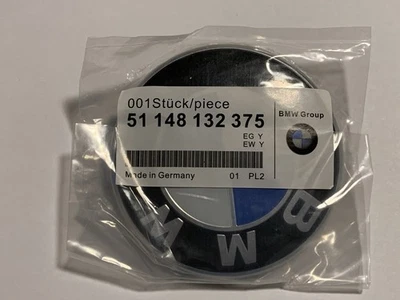 001Stück/piece
51 148 132 375
EG Y
EW Y
Made in Germany 01 PL2
BMW Group
B M W